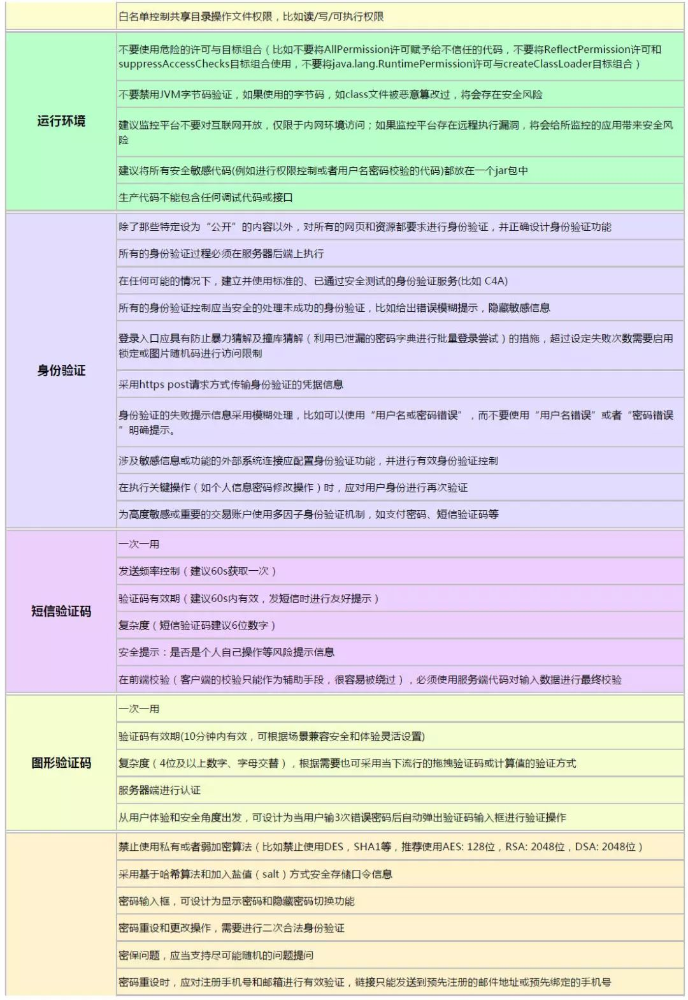 白名单控制共享目录操作文件权限，比如读/写/可执行权限
运行环境
不要使用危险的许可与目标组合（比如不要将AllPermission许可赋予给不信任的代码，不要将ReflectPermission许可和
suppressAccessChecks目标组合使用，不要将java.lang.RuntimePermission许可与createClassLoader目标组合）
不要禁用JVM字节码验证，如果使用的字节码，如class文件被恶意篡改过，将会存在安全风险
建议监控平台不要对互联网开放，仅限于内网环境访问；如果监控平台存在远程执行漏洞，将会给所监控的应用带来安全风
险
建议将所有安全敏感代码(例如进行权限控制或者用户名密码校验的代码)都放在一个jar包中
生产代码不能包含任何调试代码或接口
身份验证
除了那些特定设为“公开”的内容以外，对所有的网页和资源都要求进行身份验证，并正确设计身份验证功能
所有的身份验证过程必须在服务器后端上执行
在任何可能的情况下，建立并使用标准的、已通过安全测试的身份验证服务(比如 C4A)
所有的身份验证控制应当安全的处理未成功的身份验证，比如给出错误模糊提示，隐藏敏感信息
登录入口应具有防止暴力猜解及撞库猜解（利用已泄漏的密码字典进行批量登录尝试）的措施，超过设定失败次数需要启用
锁定或图片随机码进行访问限制
采用https post请求方式传输身份验证的凭据信息
身份验证的失败提示信息采用模糊处理，比如可以使用“用户名或密码错误”，而不要使用“用户名错误”或者“密码错误
”明确提示。
涉及敏感信息或功能的外部系统连接应配置身份验证功能，并进行有效身份验证控制
在执行关键操作（如个人信息密码修改操作）时，应对用户身份进行再次验证
为高度敏感或重要的交易账户使用多因子身份验证机制，如支付密码、短信验证码等
短信验证码
一次一用
发送频率控制（建议60s获取一次）
验证码有效期（建议60s内有效，发短信时进行友好提示）
复杂度（短信验证码建议6位数字）
安全提示：是否是个人自己操作等风险提示信息
在前端校验（客户端的校验只能作为辅助手段，很容易被绕过），必须使用服务端代码对输入数据进行最终校验
图形验证码
一次一用
验证码有效期(10分钟内有效，可根据场景兼容安全和体验灵活设置)
复杂度（4位及以上数字、字母交替），根据需要也可采用当下流行的拖拽验证码或计算值的验证方式
服务器端进行认证
从用户体验和安全角度出发，可设计为当用户输3次错误密码后自动弹出验证码输入框进行验证操作
禁止使用私有或者弱加密算法（比如禁止使用DES，SHA1等，推荐使用AES: 128位，RSA: 2048位，DSA: 2048位）
采用基于哈希算法和加入盐值（salt）方式安全存储口令信息
密码输入框，可设计为显示密码和隐藏密码切换功能
密码重设和更改操作，需要进行二次合法身份验证
密保问题，应当支持尽可能随机的问题提问
密码重设时，应对注册手机号和邮箱进行有效验证，链接只能发送到预先注册的邮件地址或预先绑定的手机号